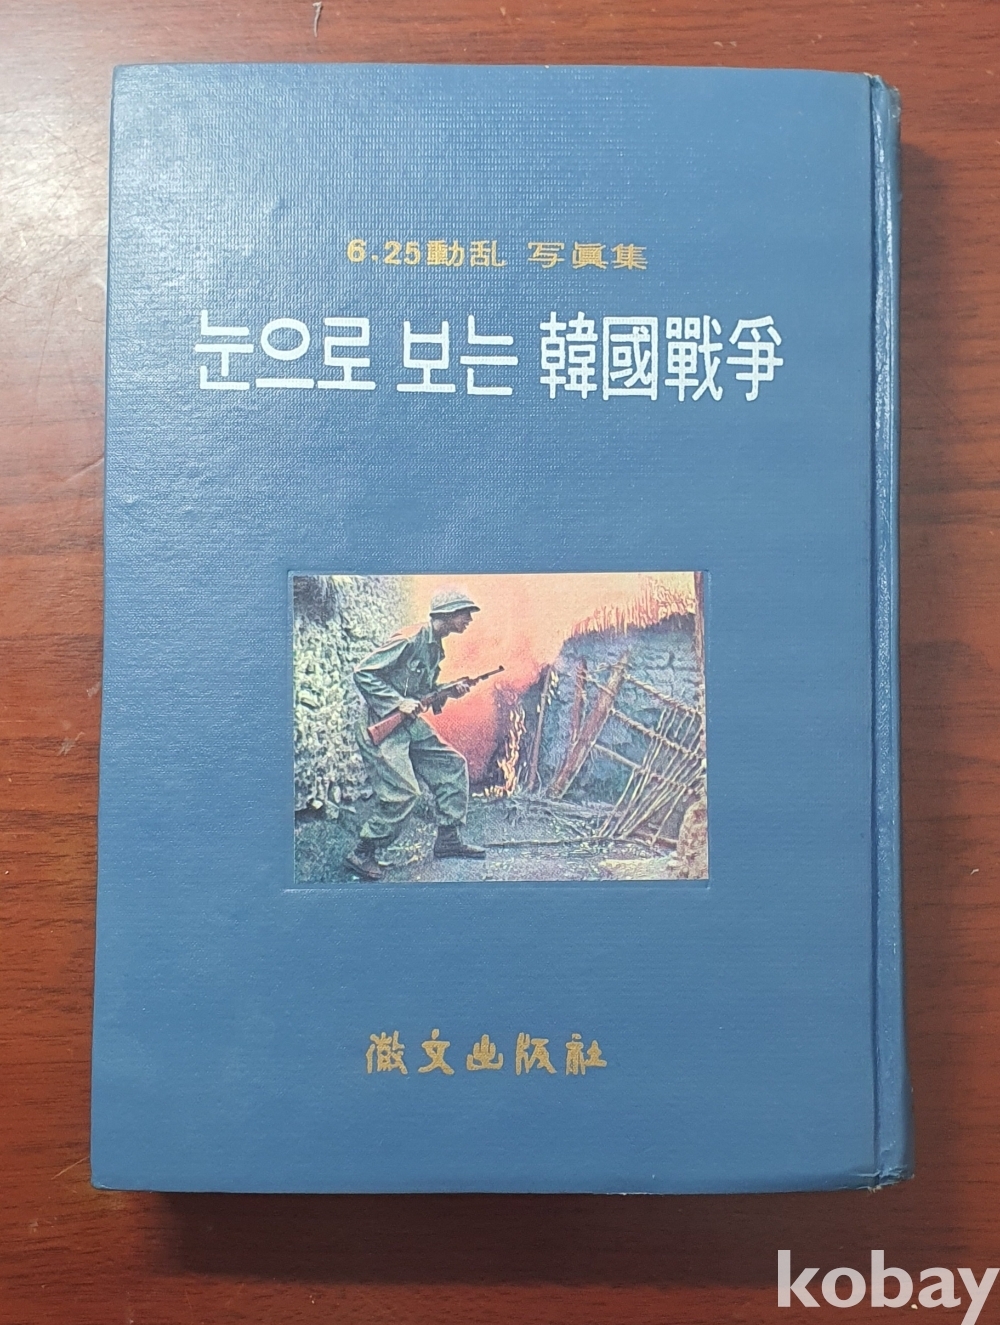 6.25動乱 写眞集
눈으로 보는 韓國戰爭
徽文出版社
kobay